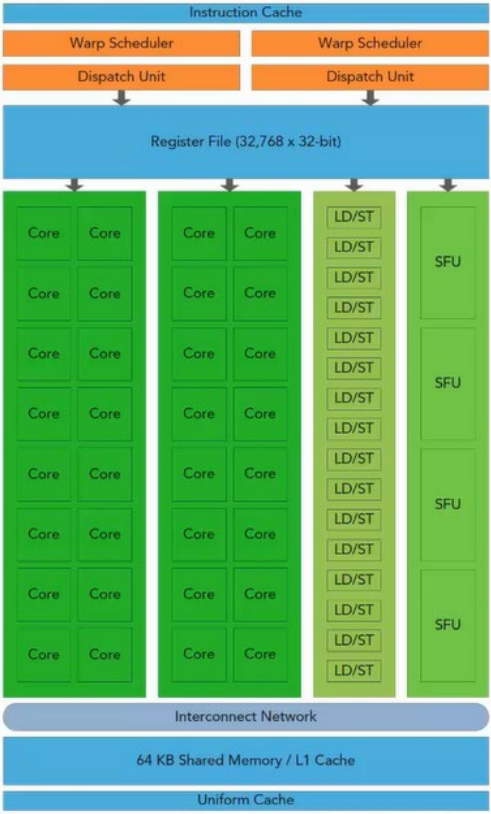 Instruction Cache
Warp Scheduler Warp Scheduler
Dispatch Unit Dispatch Unit
Register File (32,768 x 32-bit)
Core Core Core Core LD/ST
LD/ST
SFU
Core Core Core Core LD/ST
LD/ST
Core Core Core Core LD/ST
LD/ST
SFU
Core Core Core Core LD/ST
LD/ST
Core Core Core Core LD/ST
LD/ST
SFU
Core Core Core Core LD/ST
LD/ST
Core Core Core Core LD/ST
LD/ST
SFU
Core Core Core Core LD/ST
LD/ST
Interconnect Network
64 KB Shared Memory / L1 Cache
Uniform Cache